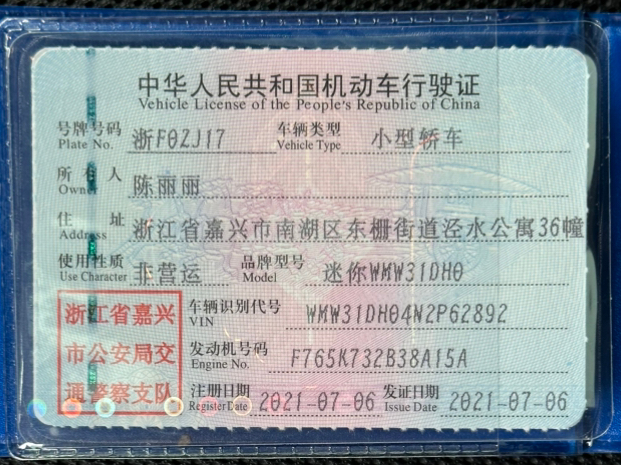 中华人民共和国机动车行驶证
Vehicle License of the People's Republic of China
号牌号码 浙F0ZJ17 车辆类型 小型轿车
Plate No. Vehicle Type
所有人 陈丽丽
Owner
住址 浙江省嘉兴市南湖区东栅街道泾水公寓36幢
Address
使用性质 非营运 品牌型号 迷你WMW31DH0
Use Character Model
浙江省嘉兴 车辆识别代号 WMW31DH04N2P62892
VIN
市公安局交 发动机号码 F765K732B38A15A
Engine No.
通警察支队 注册日期 2021-07-06 发证日期 2021-07-06
Register Date Issue Date